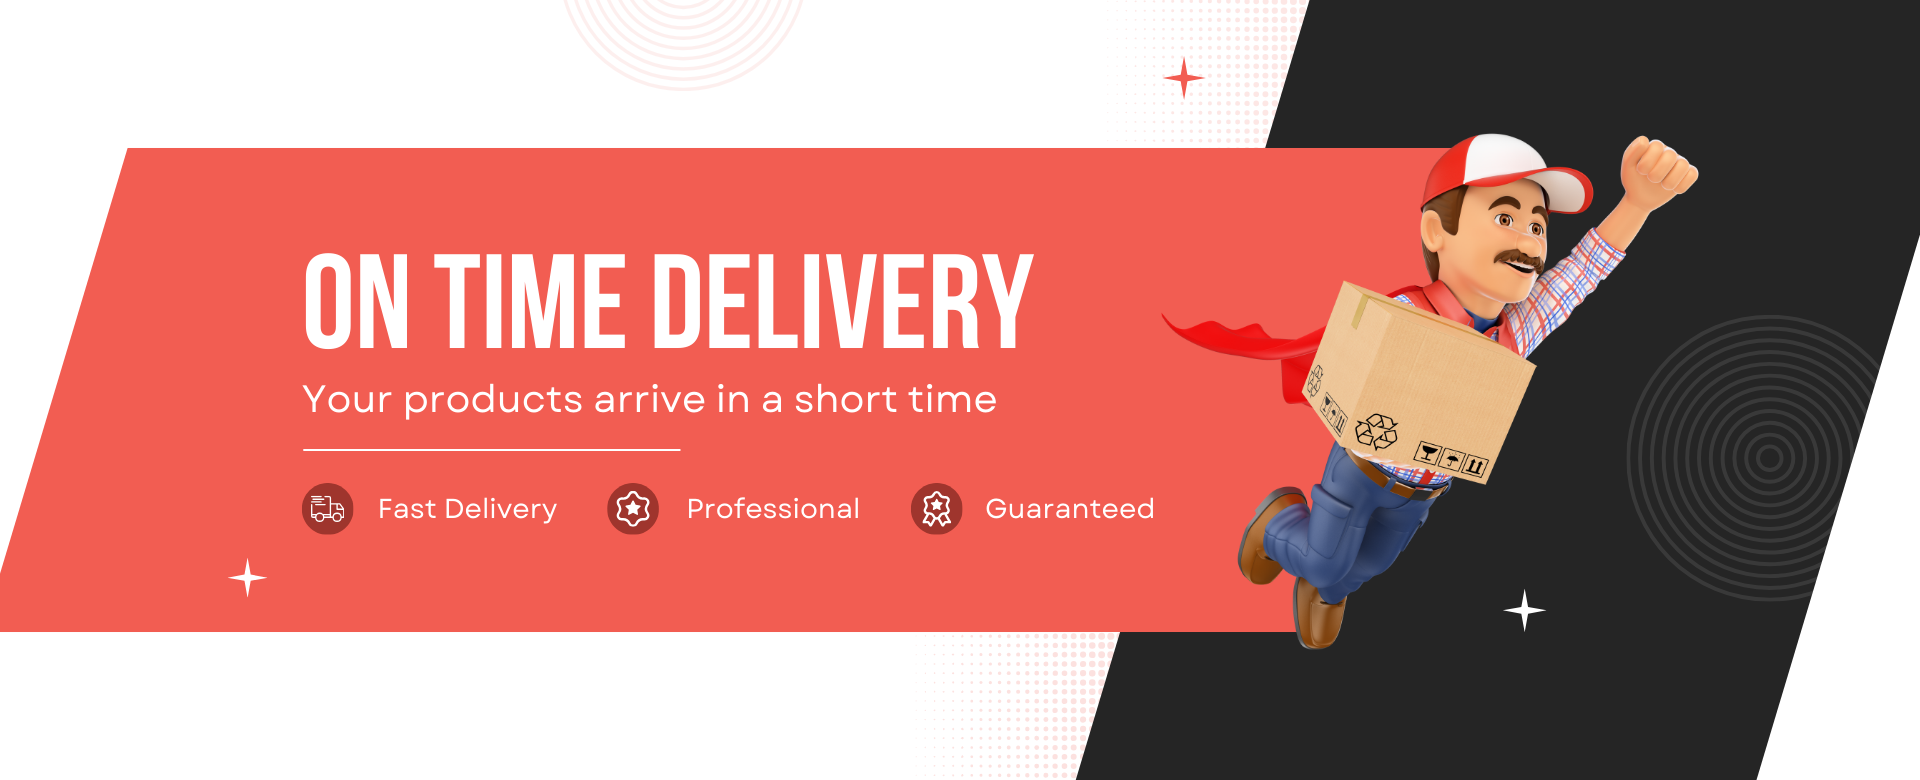 ON TIME DELIVERY
Your products arrive in a short time
Fast Delivery
Professional
Guaranteed